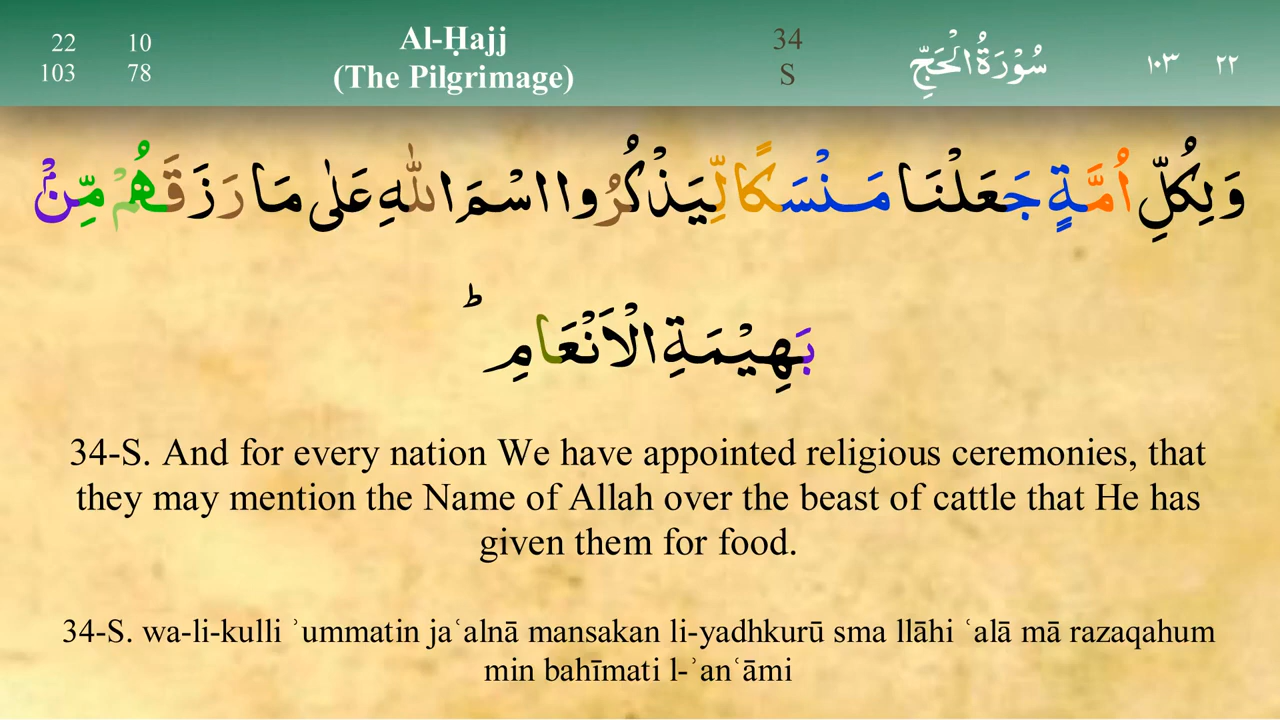 22 10 Al-Ḥajj 34 سُوْرَةُ الْحَجِّ ١٠٣ ٢٢
103 78 (The Pilgrimage) S
وَلِكُلِّ اُمَّةٍ جَعَلْنَا مَنْسَكًا لِّيَذْكُرُوا اسْمَ اللّٰهِ عَلٰى مَا رَزَقَهُمْ مِّنْۢ
بَهِيْمَةِ الْاَنْعَامِ ؕ
34-S. And for every nation We have appointed religious ceremonies, that
they may mention the Name of Allah over the beast of cattle that He has
given them for food.
34-S. wa-li-kulli ʾummatin jaʿalnā mansakan li-yadhkurū sma llāhi ʿalā mā razaqahum
min bahīmati l-ʾanʿāmi